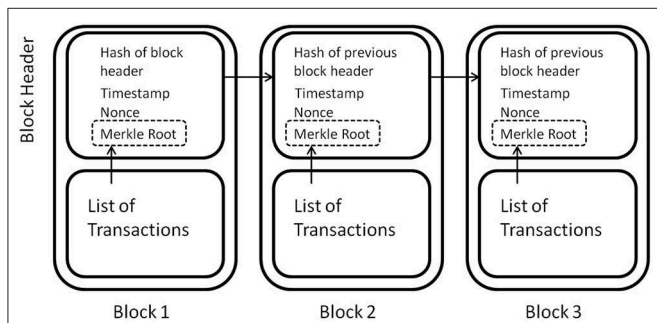 Block Header
Hash of block
header
Timestamp
Nonce
Merkle Root
List of
Transactions
Block 1
Hash of previous
block header
Timestamp
Nonce
Merkle Root
List of
Transactions
Block 2
Hash of previous
block header
Timestamp
Nonce
Merkle Root
List of
Transactions
Block 3